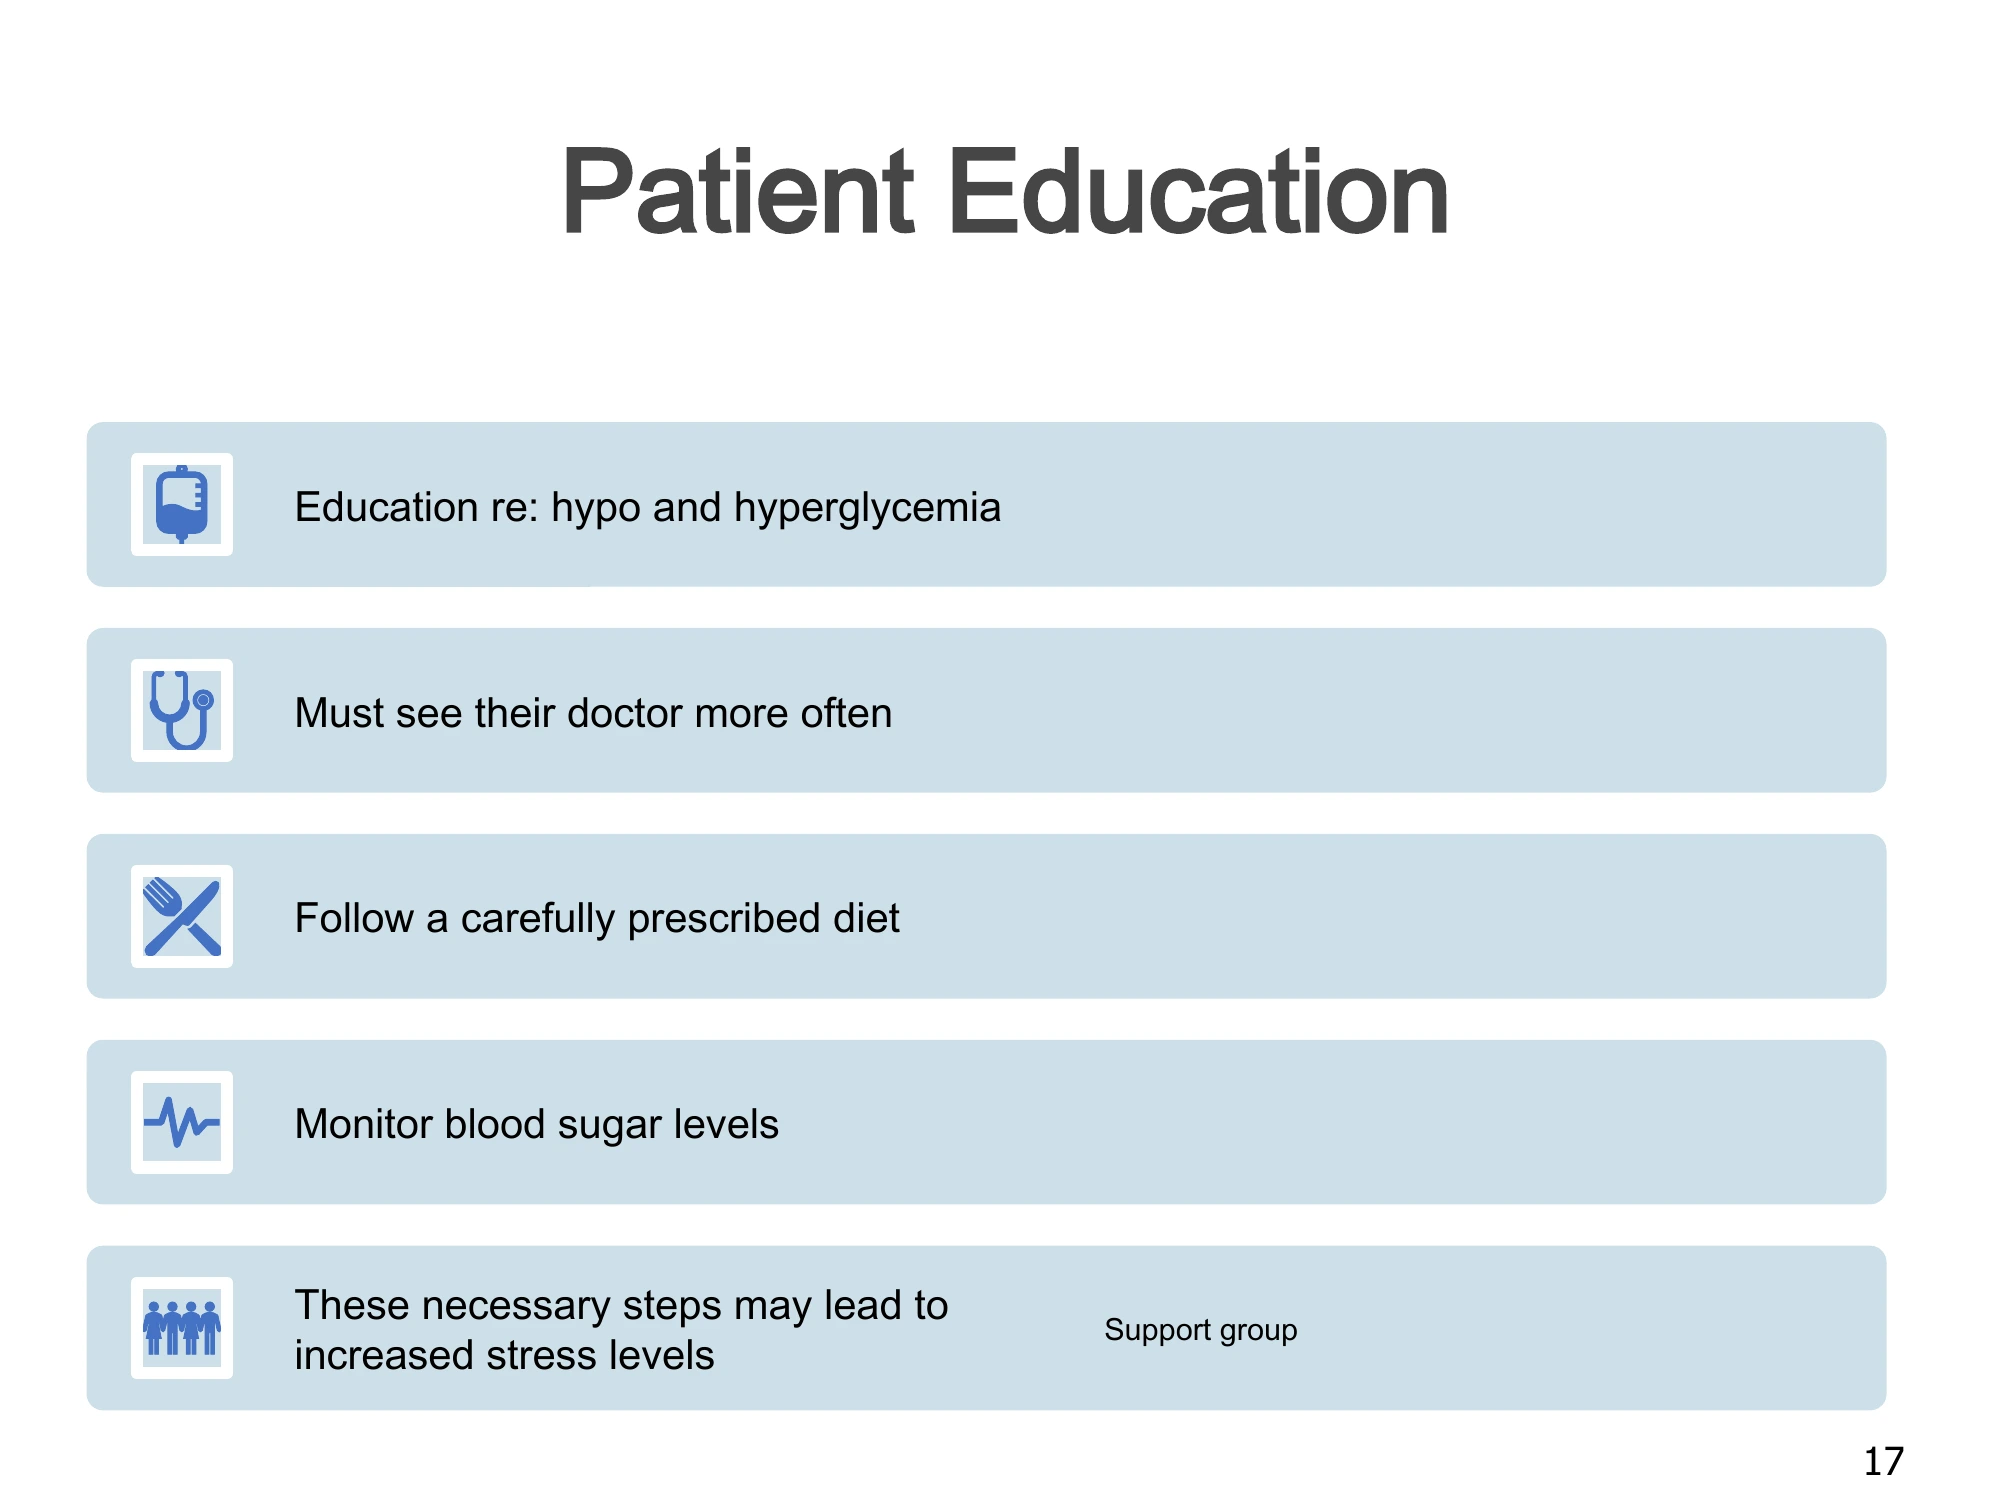 Patient Education
Education re: hypo and hyperglycemia
Must see their doctor more often
Follow a carefully prescribed diet
Monitor blood sugar levels
These necessary steps may lead to
increased stress levels
Support group
17